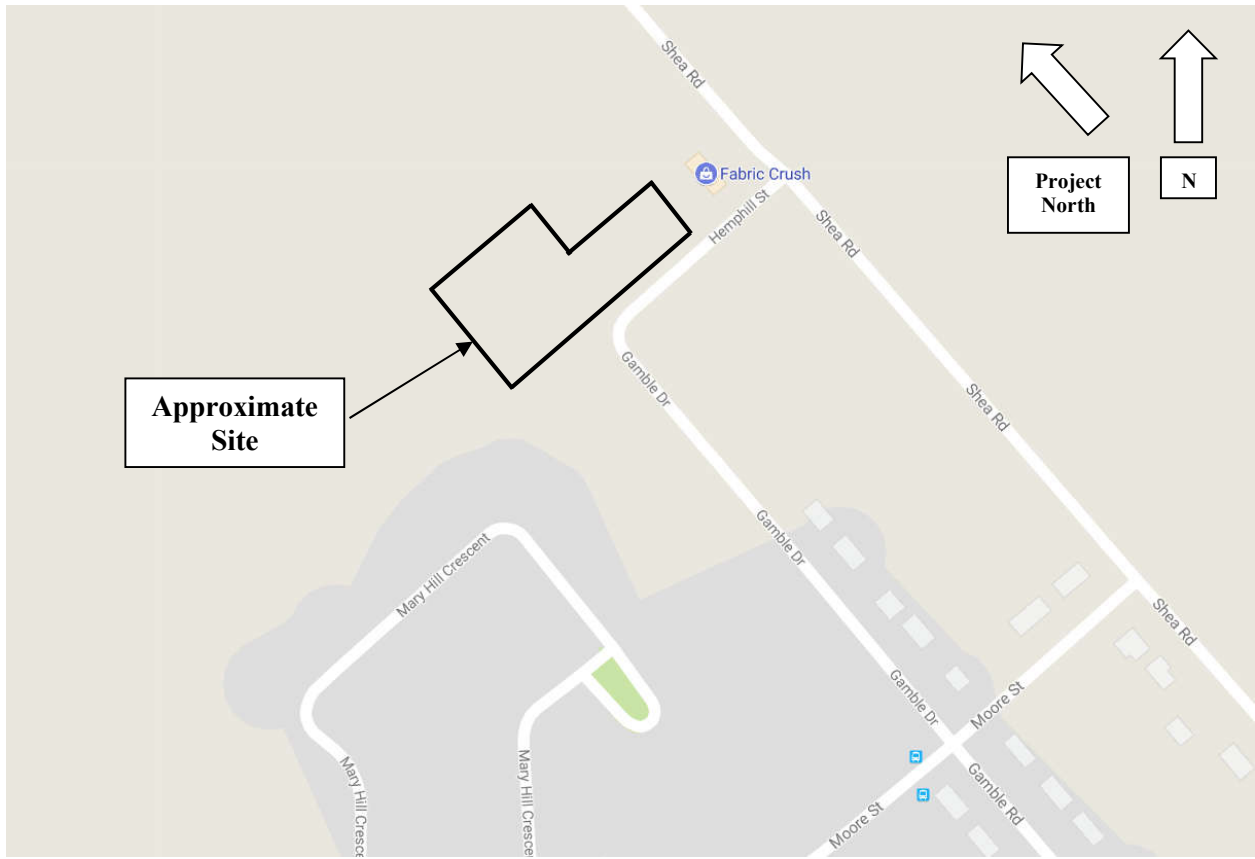 Shea Rd
Project
North
N
Fabric Crush
Hemphill St
Shea Rd
Gamble Dr
Approximate
Site
Shea Rd
Gamble Dr
Mary Hill Crescent
Shea Rd
Gamble Dr
Moore St
Mary Hill Cresce
Mary Hill Crescen
Gamble Rd
Moore St